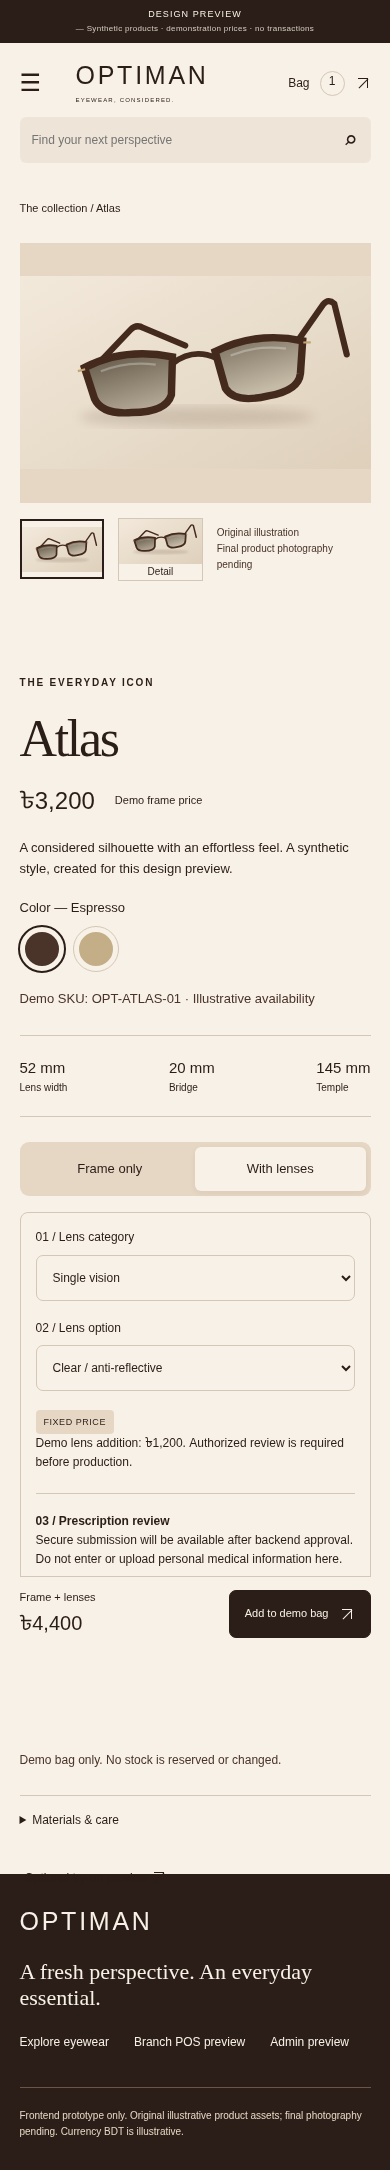 DESIGN PREVIEW
— Synthetic products · demonstration prices · no transactions
OPTIMAN
EYEWEAR, CONSIDERED.
Bag 1
Find your next perspective
The collection / Atlas
Detail
Original illustration
Final product photography
pending
THE EVERYDAY ICON
Atlas
৳3,200 Demo frame price
A considered silhouette with an effortless feel. A synthetic
style, created for this design preview.
Color — Espresso
Demo SKU: OPT-ATLAS-01 · Illustrative availability
52 mm 20 mm 145 mm
Lens width Bridge Temple
Frame only With lenses
01 / Lens category
Single vision
02 / Lens option
Clear / anti-reflective
FIXED PRICE
Demo lens addition: ৳1,200. Authorized review is required
before production.
03 / Prescription review
Secure submission will be available after backend approval.
Do not enter or upload personal medical information here.
Frame + lenses
৳4,400
Add to demo bag
Demo bag only. No stock is reserved or changed.
Materials & care
OPTIMAN
A fresh perspective. An everyday
essential.
Explore eyewear Branch POS preview Admin preview
Frontend prototype only. Original illustrative product assets; final photography
pending. Currency BDT is illustrative.